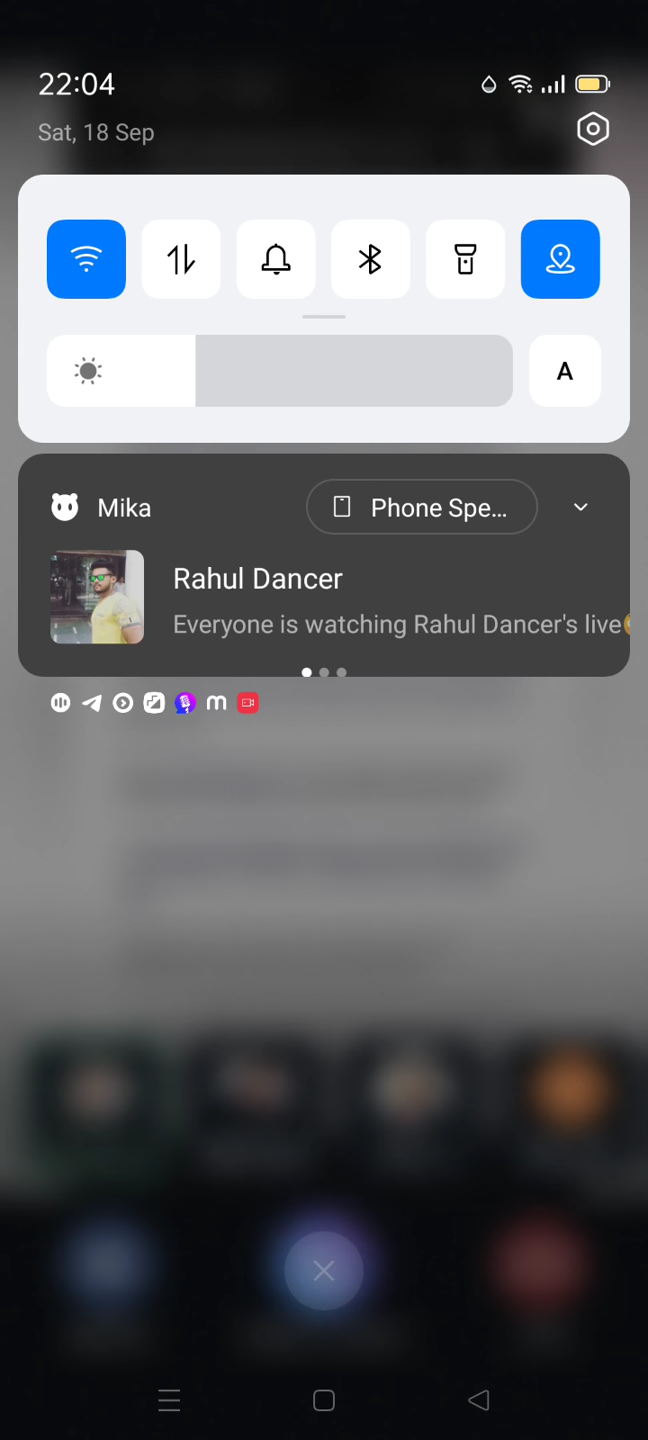 22:04
Sat, 18 Sep
A
Mika
Phone Spe...
Rahul Dancer
Everyone is watching Rahul Dancer's live